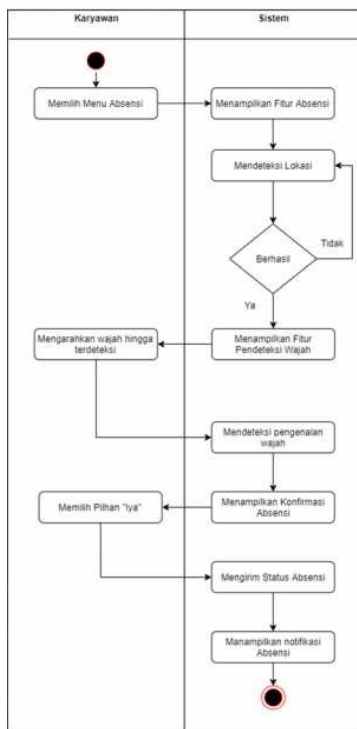 Karyawan
Sistem
Memilih Menu Absensi
Menampilkan Fitur Absensi
Mendeteksi Lokasi
Berhasil
Tidak
Ya
Menampilkan Fitur
Pendeteksi Wajah
Mengarahkan wajah hingga
terdeteksi
Mendeteksi pengenalan
wajah
Menampilkan Konfirmasi
Absensi
Memilih Pilhan "Iya"
Mengirim Status Absensi
Manampilkan notifikasi
Absensi